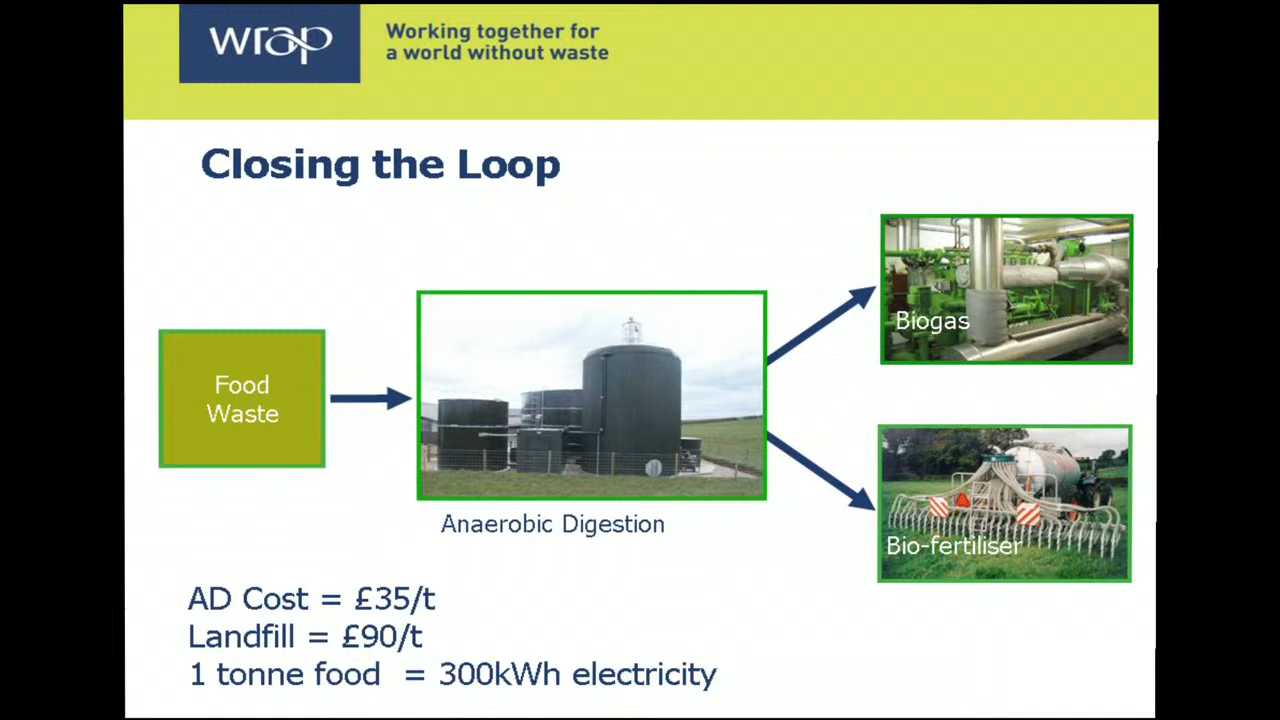 wrap
Working together for
a world without waste
Closing the Loop
Food
Waste
Anaerobic Digestion
Biogas
Bio-fertiliser
AD Cost = £35/t
Landfill = £90/t
1 tonne food = 300kWh electricity